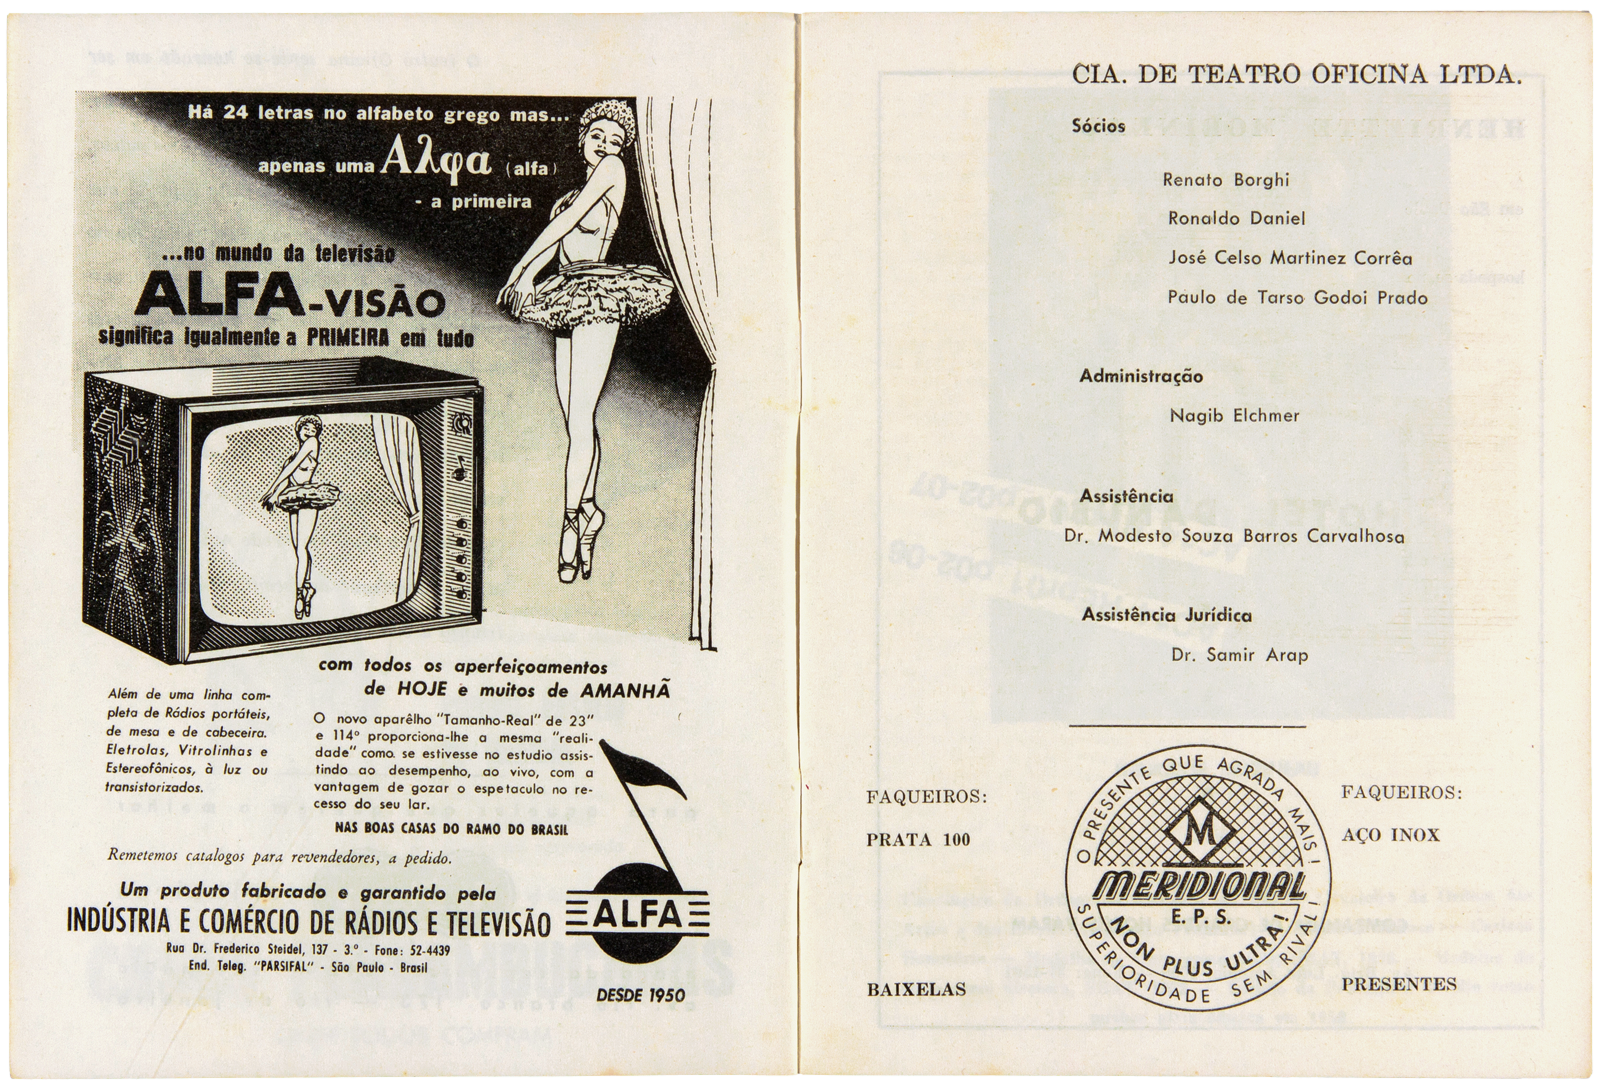 Há 24 letras no alfabeto grego mas...
apenas uma Αλφα (alfa)
- a primeira
...no mundo da televisão
ALFA-VISÃO
significa igualmente a PRIMEIRA em tudo
com todos os aperfeiçoamentos
de HOJE e muitos de AMANHÃ
Além de uma linha com-
pleta de Rádios portáteis,
de mesa e de cabeceira.
Eletrolas, Vitrolinhas e
Estereofônicos, à luz ou
transistorizados.
O novo aparêlho "Tamanho-Real" de 23"
e 114º proporciona-lhe a mesma "reali-
dade" como. se estivesse no estudio assis-
tindo ao desempenho, ao vivo, com a
vantagem de gozar o espetaculo no re-
cesso do seu lar.
NAS BOAS CASAS DO RAMO DO BRASIL
Remetemos catalogos para revendedores, a pedido.
Um produto fabricado e garantido pela
INDÚSTRIA E COMÉRCIO DE RÁDIOS E TELEVISÃO
Rua Dr. Frederico Steidel, 137 - 3.º - Fone: 52-4439
End. Teleg. "PARSIFAL" - São Paulo - Brasil
ALFA
DESDE 1950
CIA. DE TEATRO OFICINA LTDA.
Sócios
Renato Borghi
Ronaldo Daniel
José Celso Martinez Corrêa
Paulo de Tarso Godoi Prado
Administração
Nagib Elchmer
Assistência
Dr. Modesto Souza Barros Carvalhosa
Assistência Jurídica
Dr. Samir Arap
FAQUEIROS:
PRATA 100
BAIXELAS
O PRESENTE QUE AGRADA MAIS!
M
MERIDIONAL
E. P. S.
NON PLUS ULTRA!
SUPERIORIDADE SEM RIVAL!
FAQUEIROS:
AÇO INOX
PRESENTES